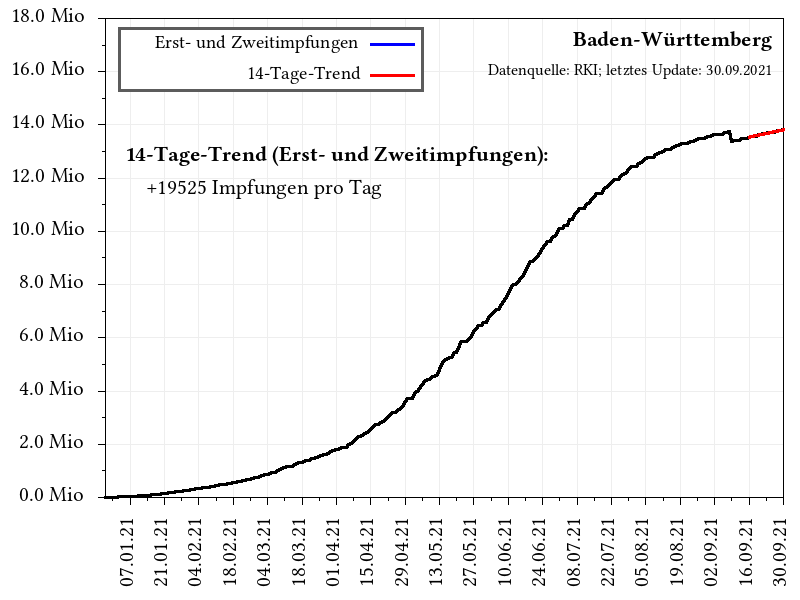 18.0 Mio
16.0 Mio
14.0 Mio
12.0 Mio
10.0 Mio
8.0 Mio
6.0 Mio
4.0 Mio
2.0 Mio
0.0 Mio
Erst- und Zweitimpfungen
14-Tage-Trend
Baden-Württemberg
Datenquelle: RKI; letztes Update: 30.09.2021
14-Tage-Trend (Erst- und Zweitimpfungen):
+19525 Impfungen pro Tag
07.01.21
21.01.21
04.02.21
18.02.21
04.03.21
18.03.21
01.04.21
15.04.21
29.04.21
13.05.21
27.05.21
10.06.21
24.06.21
08.07.21
22.07.21
05.08.21
19.08.21
02.09.21
16.09.21
30.09.21